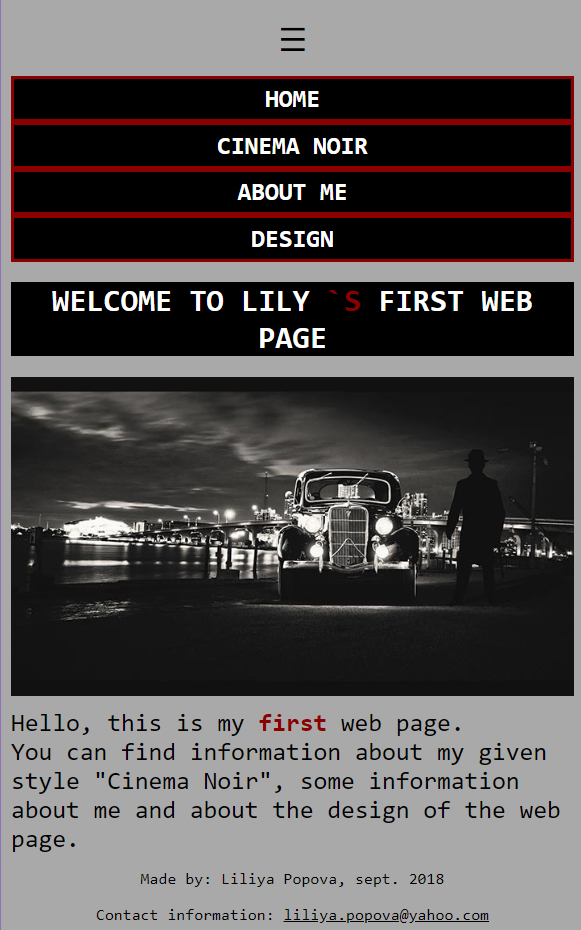 HOME
CINEMA NOIR
ABOUT ME
DESIGN
WELCOME TO LILY `S FIRST WEB
PAGE
Hello, this is my first web page.
You can find information about my given
style "Cinema Noir", some information
about me and about the design of the web
page.
Made by: Liliya Popova, sept. 2018
Contact information: liliya.popova@yahoo.com